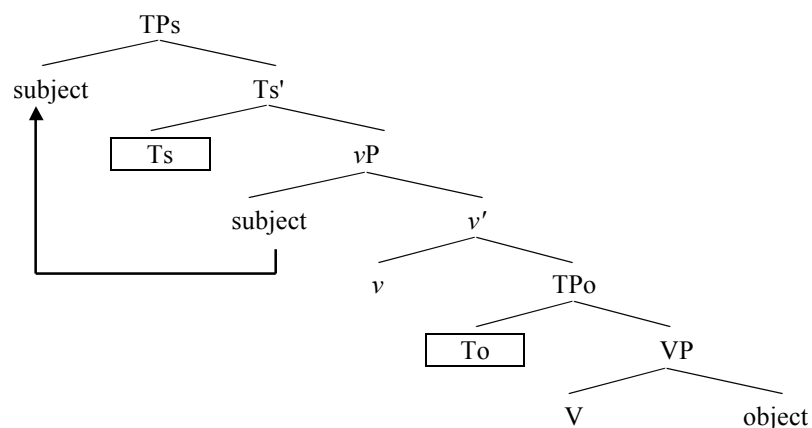 TPs
subject Ts'
Ts vP
subject v'
v TPo
To VP
V object